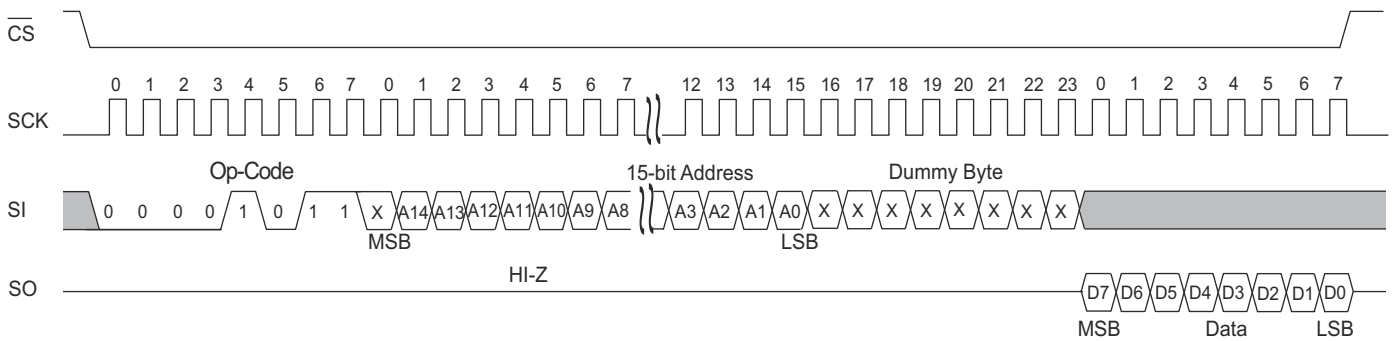 CS
0 1 2 3 4 5 6 7 0 1 2 3 4 5 6 7 12 13 14 15 16 17 18 19 20 21 22 23 0 1 2 3 4 5 6 7
SCK
Op-Code 15-bit Address Dummy Byte
SI 0 0 0 0 1 0 1 1 X A14 A13 A12 A11 A10 A9 A8 A3 A2 A1 A0 X X X X X X X X
MSB LSB
HI-Z
SO D7 D6 D5 D4 D3 D2 D1 D0
MSB Data LSB